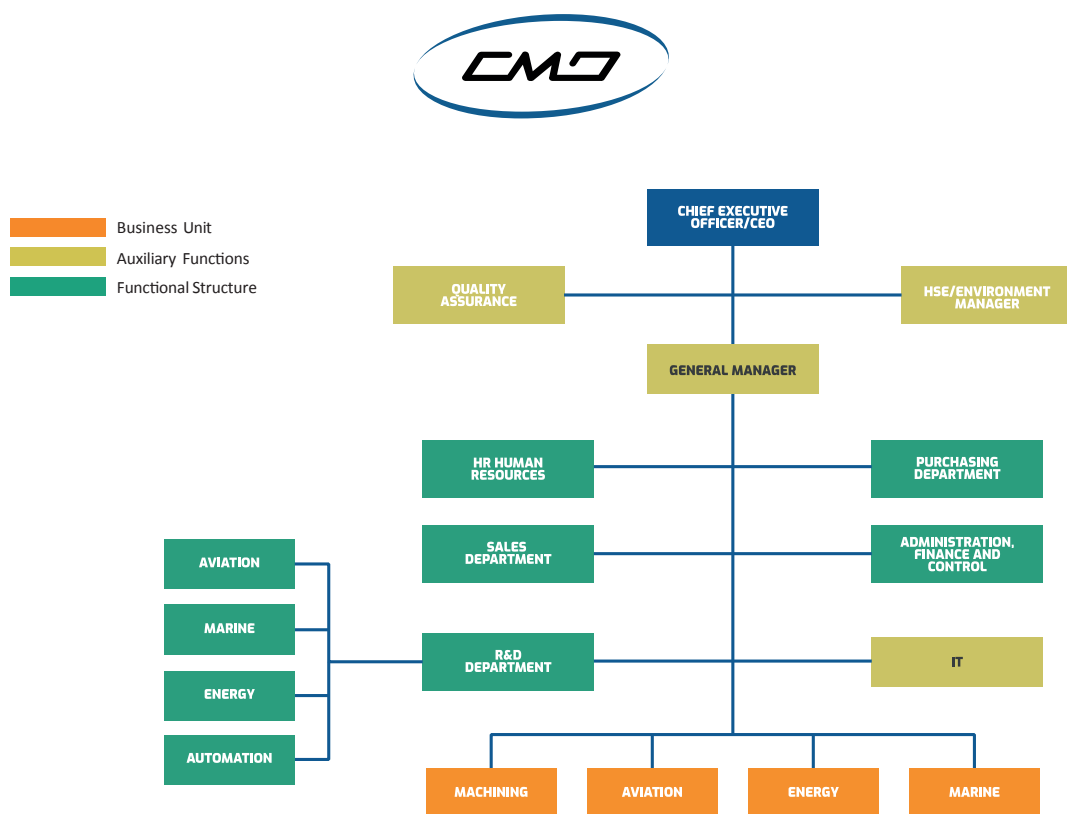 CMD
Business Unit
Auxiliary Functions
Functional Structure
CHIEF EXECUTIVE
OFFICER/CEO
QUALITY
ASSURANCE
HSE/ENVIRONMENT
MANAGER
GENERAL MANAGER
HR HUMAN
RESOURCES
PURCHASING
DEPARTMENT
SALES
DEPARTMENT
ADMINISTRATION,
FINANCE AND
CONTROL
AVIATION
MARINE
R&D
DEPARTMENT
IT
ENERGY
AUTOMATION
MACHINING
AVIATION
ENERGY
MARINE